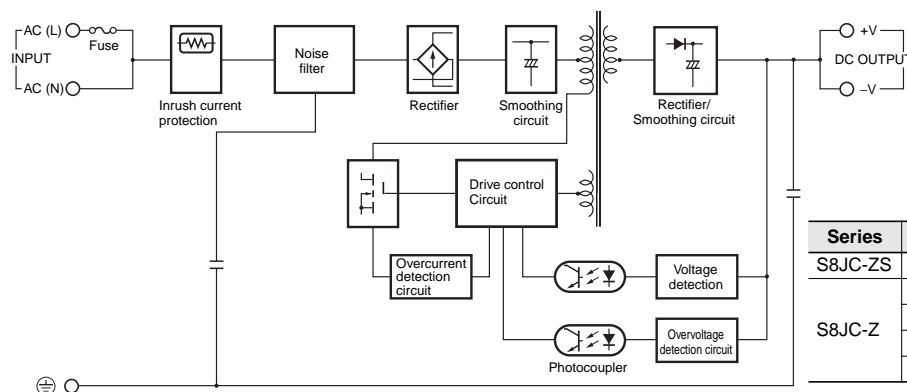 AC (L)
Fuse
INPUT
AC (N)
Inrush current
protection
Noise
filter
Rectifier
Smoothing
circuit
Rectifier/
Smoothing circuit
+V
DC OUTPUT
–V
Drive control
Circuit
Overcurrent
detection
circuit
Voltage
detection
Overvoltage
detection circuit
Photocoupler
Series
S8JC-ZS
S8JC-Z